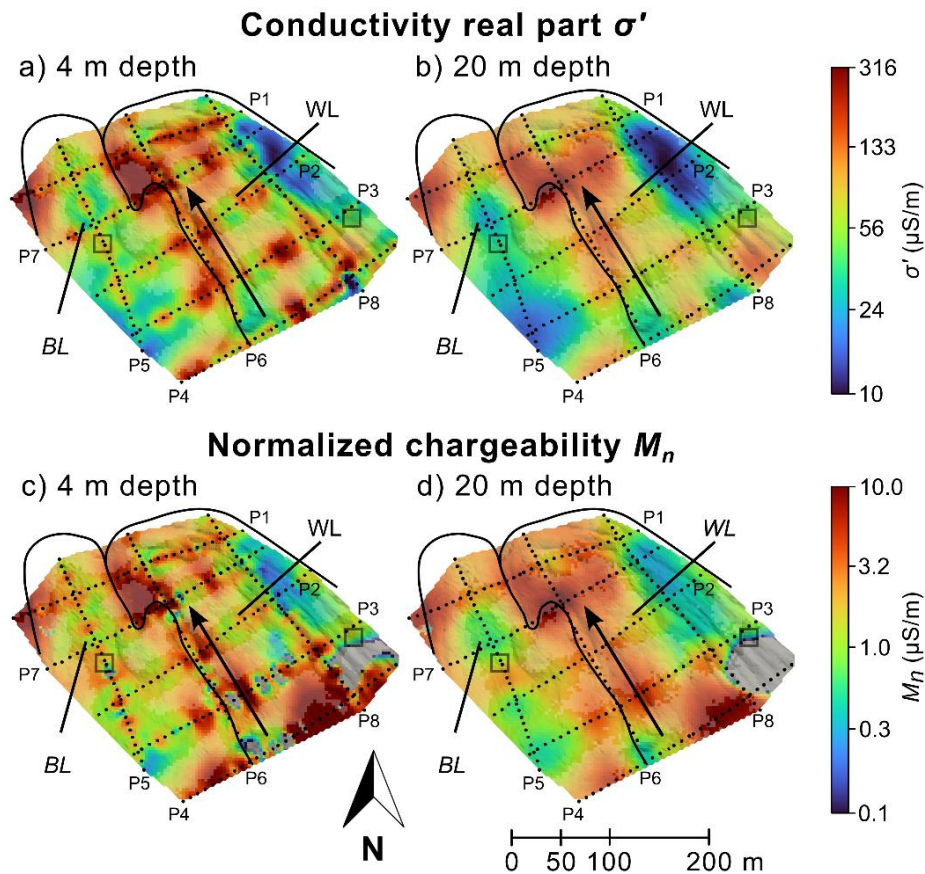 Conductivity real part σ'
a) 4 m depth
b) 20 m depth
P1
WL
P2
P3
P7
P8
BL
P5
P6
P4
P1
WL
P2
P3
P7
P8
BL
P5
P6
P4
316
133
56
24
10
σ' (µS/m)
Normalized chargeability Mn
c) 4 m depth
d) 20 m depth
P1
WL
P2
P3
P7
P8
BL
P5
P6
P4
P1
WL
P2
P3
P7
P8
BL
P5
P6
P4
10.0
3.2
1.0
0.3
0.1
Mn (µS/m)
N
0 50 100 200 m